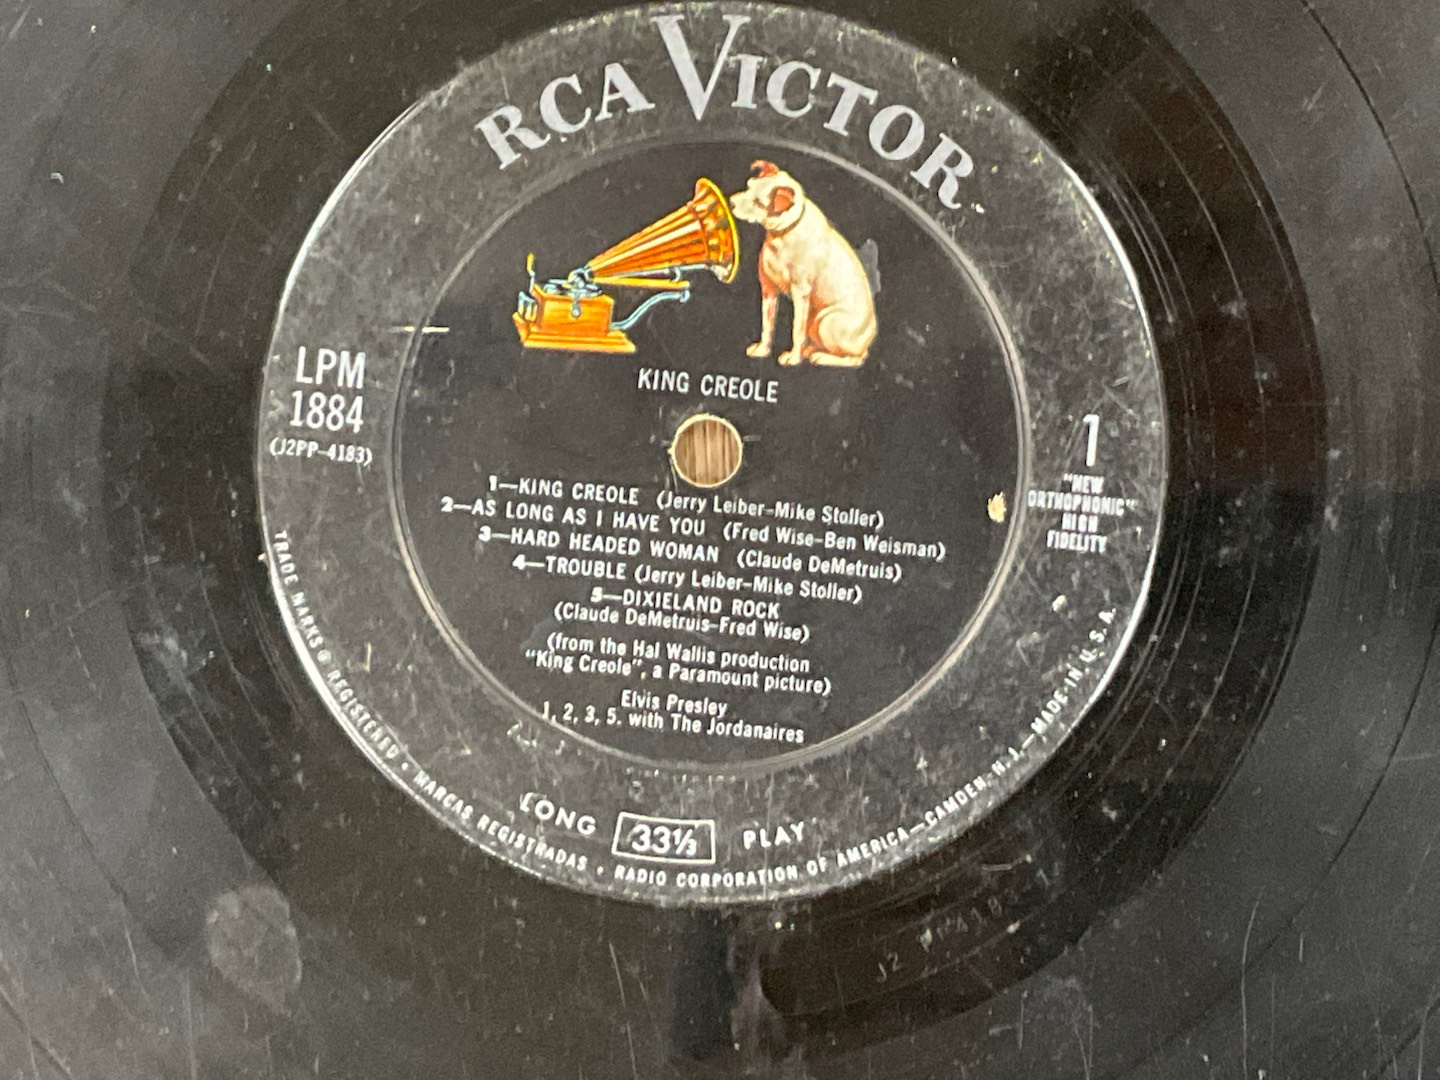 RCA VICTOR
KING CREOLE
LPM
1884
(J2PP-4183)
1
"NEW
ORTHOPHONIC"
HIGH
FIDELITY
1—KING CREOLE (Jerry Leiber-Mike Stoller)
2—AS LONG AS I HAVE YOU (Fred Wise-Ben Weisman)
3—HARD HEADED WOMAN (Claude DeMetruis)
4—TROUBLE (Jerry Leiber-Mike Stoller)
5—DIXIELAND ROCK
(Claude DeMetruis-Fred Wise)
(from the Hal Wallis production
"King Creole", a Paramount picture)
Elvis Presley
1, 2, 3, 5. with The Jordanaires
LONG 33⅓ PLAY
TRADE MARKS ® REGISTERED • MARCAS REGISTRADAS • RADIO CORPORATION OF AMERICA—CAMDEN, N. J.—MADE IN U. S. A.